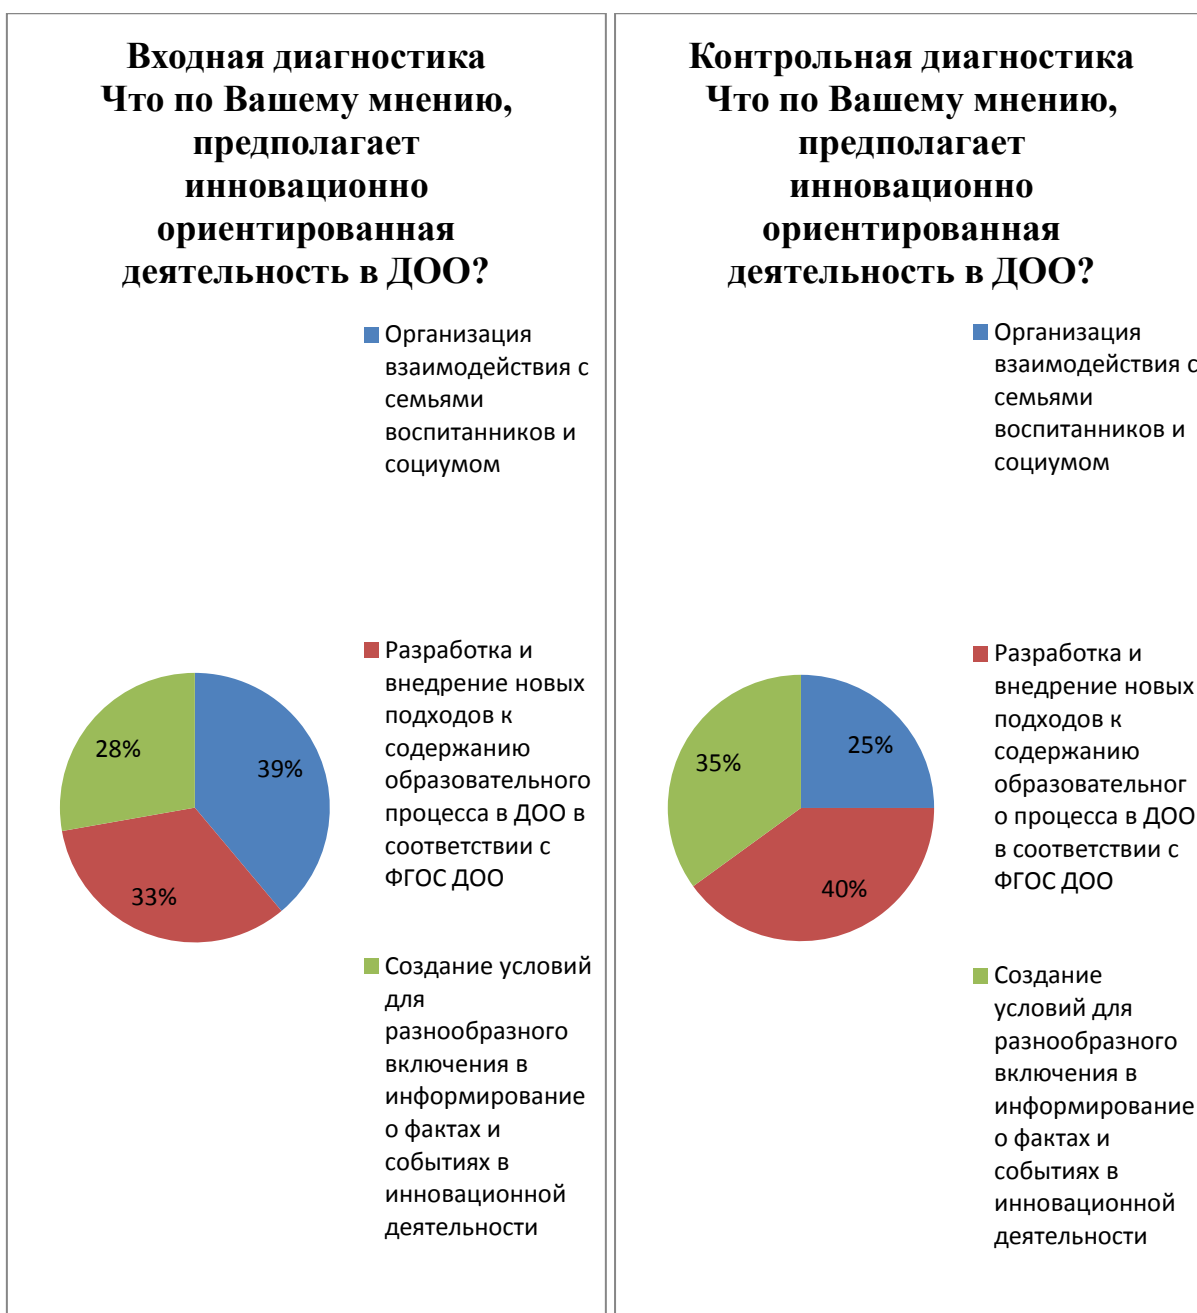 Входная диагностика
Что по Вашему мнению,
предполагает
инновационно
ориентированная
деятельность в ДОО?
Организация
взаимодействия с
семьями
воспитанников и
социумом
Разработка и
внедрение новых
подходов к
содержанию
образовательного
процесса в ДОО в
соответствии с
ФГОС ДОО
Создание условий
для
разнообразного
включения в
информирование
о фактах и
событиях в
инновационной
деятельности
28%
39%
33%
Контрольная диагностика
Что по Вашему мнению,
предполагает
инновационно
ориентированная
деятельность в ДОО?
Организация
взаимодействия с
семьями
воспитанников и
социумом
Разработка и
внедрение новых
подходов к
содержанию
образовательног
о процесса в ДОО
в соответствии с
ФГОС ДОО
Создание
условий для
разнообразного
включения в
информирование
о фактах и
событиях в
инновационной
деятельности
35%
25%
40%